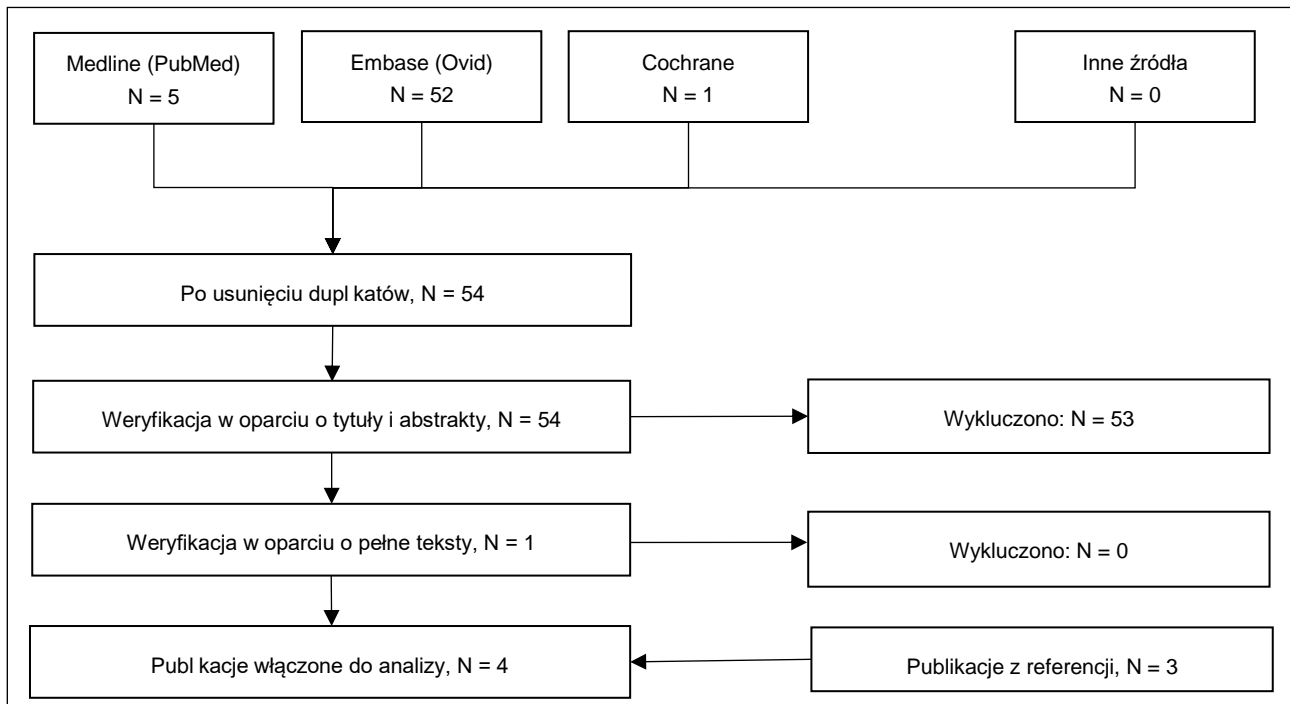 Medline (PubMed)
N = 5
Embase (Ovid)
N = 52
Cochrane
N = 1
Inne źródła
N = 0
Po usunięciu dupl katów, N = 54
Weryfikacja w oparciu o tytuły i abstrakty, N = 54
Wykluczono: N = 53
Weryfikacja w oparciu o pełne teksty, N = 1
Wykluczono: N = 0
Publ kacje włączone do analizy, N = 4
Publikacje z referencji, N = 3